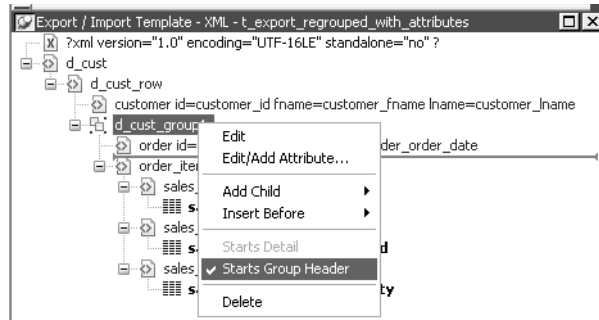 Export / Import Template - XML - t_export_regrouped_with_attributes
?xml version="1.0" encoding="UTF-16LE" standalone="no" ?
d_cust
d_cust_row
customer id=customer_id fname=customer_fname lname=customer_lname
d_cust_group
Edit
order id= der_order_date
Edit/Add Attribute...
order_ite
sales_
Add Child
s
Insert Before
sales_
Starts Detail
s d
sales_
Starts Group Header
s ty
Delete